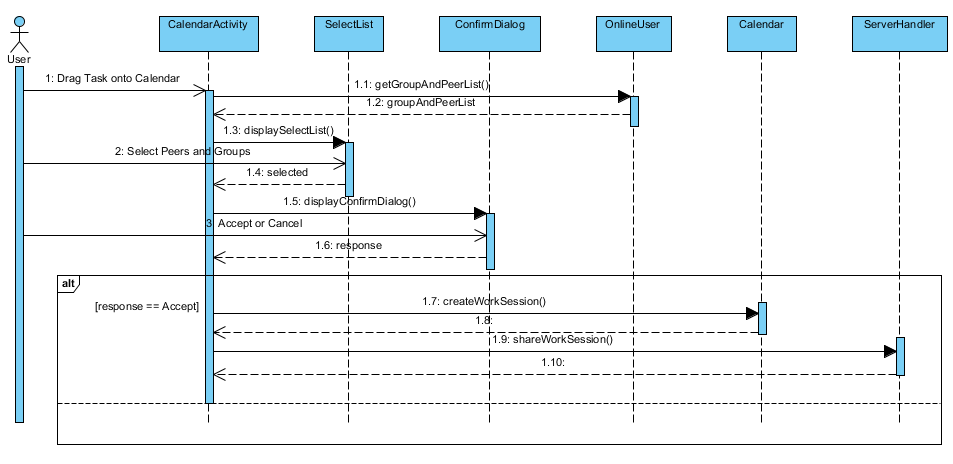 CalendarActivity
SelectList
ConfirmDialog
OnlineUser
Calendar
ServerHandler
User
1: Drag Task onto Calendar
1.1: getGroupAndPeerList()
1.2: groupAndPeerList
1.3: displaySelectList()
2: Select Peers and Groups
1.4: selected
1.5: displayConfirmDialog()
3: Accept or Cancel
1.6: response
alt
[response == Accept]
1.7: createWorkSession()
1.8:
1.9: shareWorkSession()
1.10: